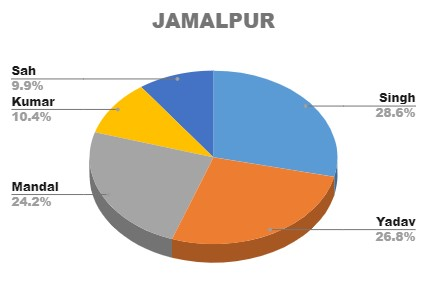 JAMALPUR
Sah
9.9%
Kumar
10.4%
Mandal
24.2%
Singh
28.6%
Yadav
26.8%